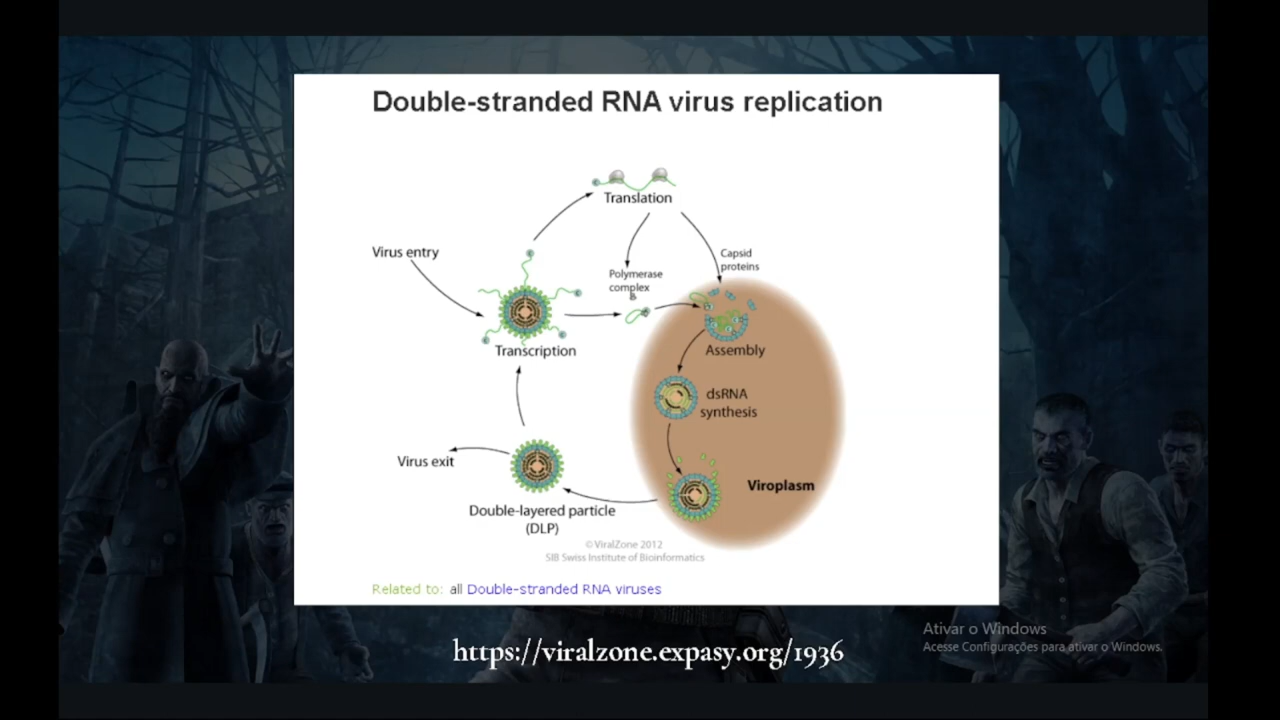 Double-stranded RNA virus replication
Translation
Virus entry
Capsid
proteins
Polymerase
complex
Transcription
Assembly
dsRNA
synthesis
Virus exit
Viroplasm
Double-layered particle
(DLP)
© ViralZone 2012
SIB Swiss Institute of Bioinformatics
Related to: all Double-stranded RNA viruses
https://viralzone.expasy.org/1936
Ativar o Windows
Acesse Configurações para ativar o Windows.